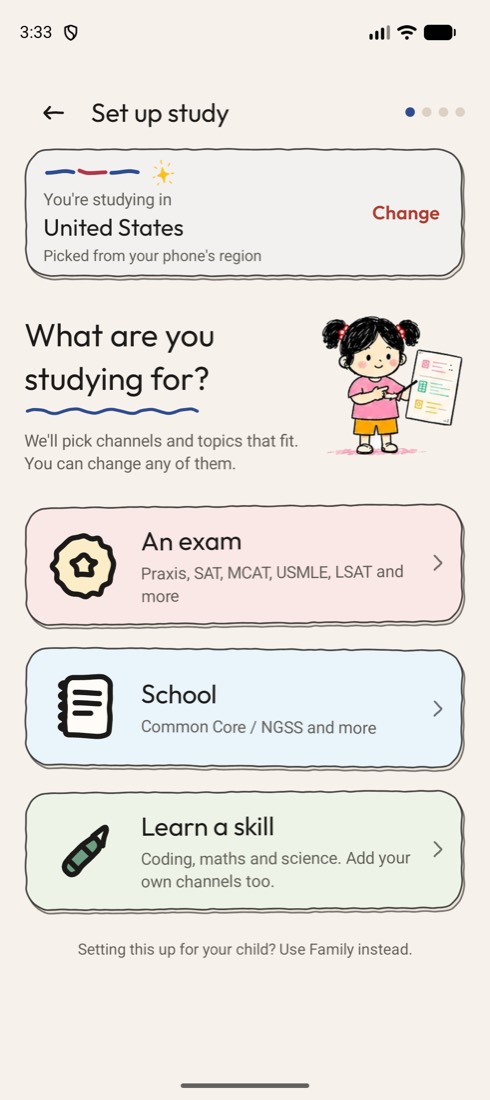 3:33
Set up study
You're studying in
United States
Change
Picked from your phone's region
What are you
studying for?
We'll pick channels and topics that fit.
You can change any of them.
An exam
Praxis, SAT, MCAT, USMLE, LSAT and
more
School
Common Core / NGSS and more
Learn a skill
Coding, maths and science. Add your
own channels too.
Setting this up for your child? Use Family instead.